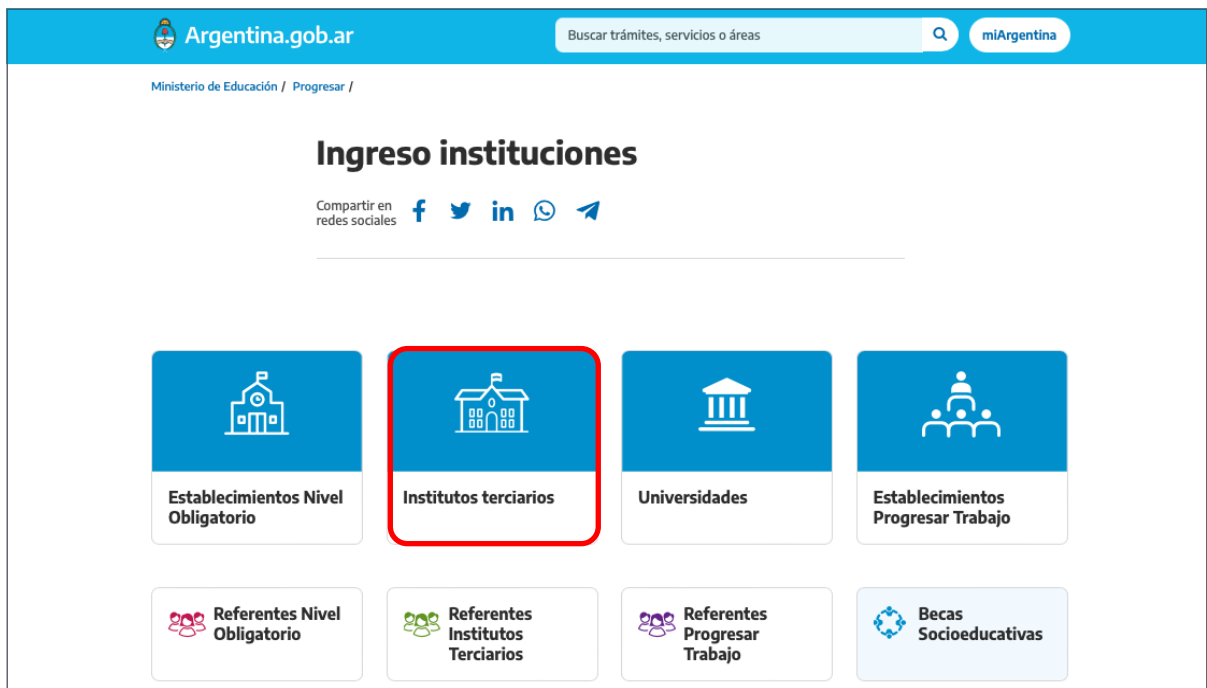 Argentina.gob.ar
Buscar trámites, servicios o áreas
miArgentina
Ministerio de Educación / Progresar /
Ingreso instituciones
Compartir en
redes sociales
Establecimientos Nivel
Obligatorio
Institutos terciarios
Universidades
Establecimientos
Progresar Trabajo
Referentes Nivel
Obligatorio
Referentes
Institutos
Terciarios
Referentes
Progresar
Trabajo
Becas
Socioeducativas